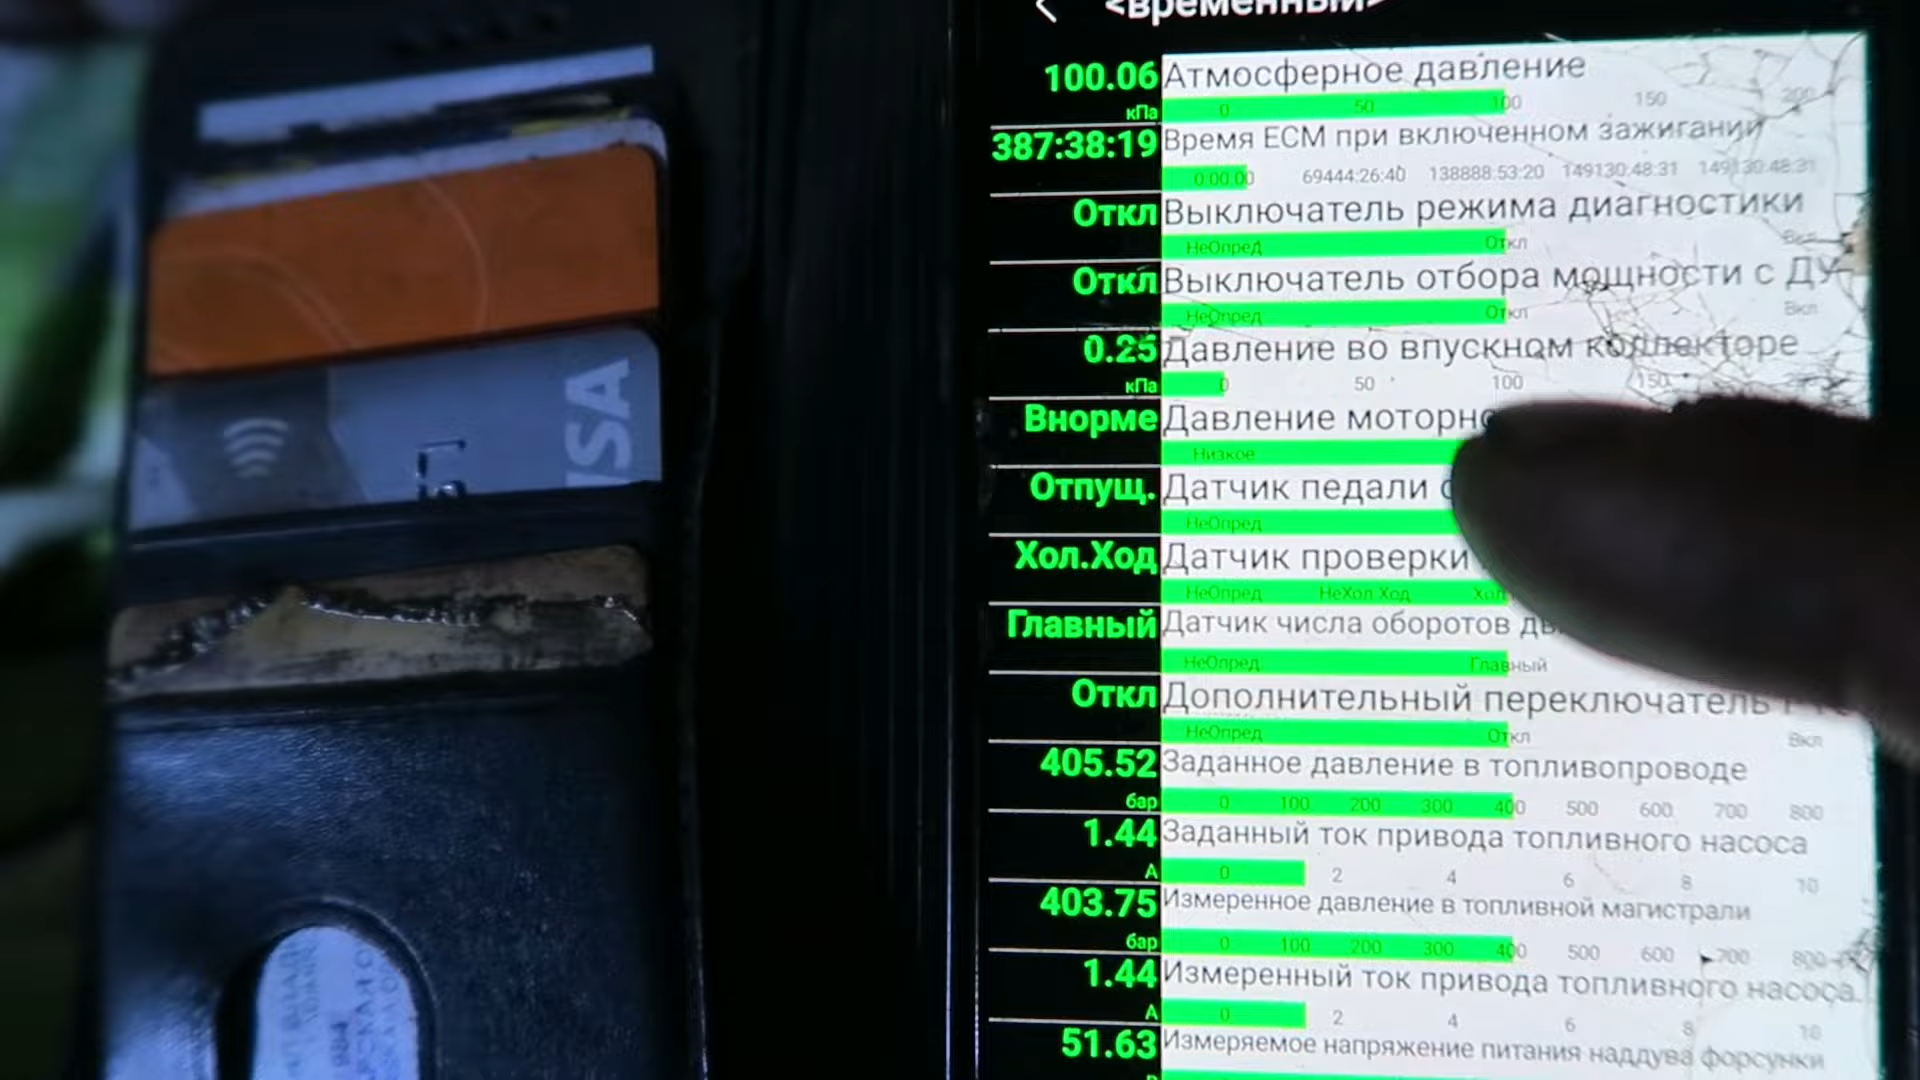 <временный>
100.06 Атмосферное давление
кПа 0 50 100 150 200
387:38:19 Время ECM при включенном зажигании
0:00:00 69444:26:40 138888:53:20 149130:48:31 149130:48:31
Откл Выключатель режима диагностики
НеОпред Откл Вкл
Откл Выключатель отбора мощности с ДУ
НеОпред Откл Вкл
0.25 Давление во впускном коллекторе
кПа 0 50 100 150
Внорме Давление моторно
Низкое
Отпущ. Датчик педали
НеОпред
Хол.Ход Датчик проверки
НеОпред НеХол.Ход Хол
Главный Датчик числа оборотов дв
НеОпред Главный
Откл Дополнительный переключатель
НеОпред Откл Вкл
405.52 Заданное давление в топливопроводе
бар 0 100 200 300 400 500 600 700 800
1.44 Заданный ток привода топливного насоса
А 0 2 4 6 8 10
403.75 Измеренное давление в топливной магистрали
бар 0 100 200 300 400 500 600 700 800
1.44 Измеренный ток привода топливного насоса
А 0 2 4 6 8 10
51.63 Измеряемое напряжение питания наддува форсунки
VISA
984